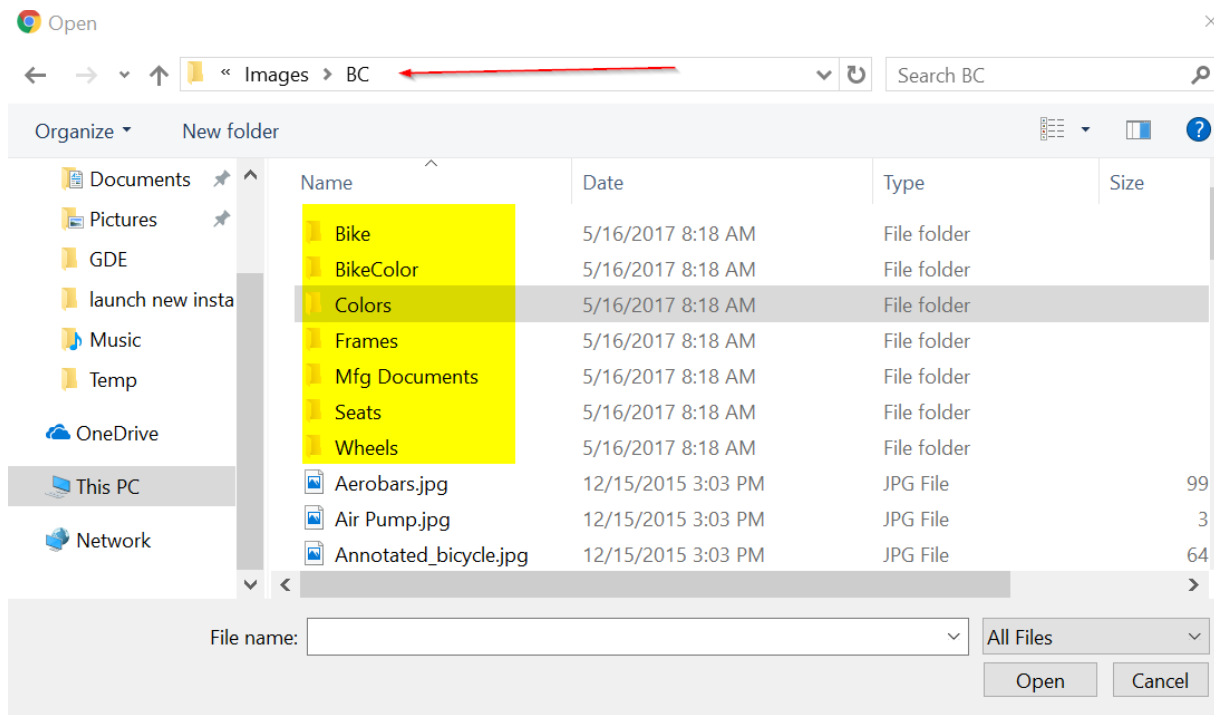 Open
« Images > BC
Search BC
Organize
New folder
Name Date Type Size
Documents
Pictures
GDE
launch new insta
Music
Temp
OneDrive
This PC
Network
Bike 5/16/2017 8:18 AM File folder
BikeColor 5/16/2017 8:18 AM File folder
Colors 5/16/2017 8:18 AM File folder
Frames 5/16/2017 8:18 AM File folder
Mfg Documents 5/16/2017 8:18 AM File folder
Seats 5/16/2017 8:18 AM File folder
Wheels 5/16/2017 8:18 AM File folder
Aerobars.jpg 12/15/2015 3:03 PM JPG File 99
Air Pump.jpg 12/15/2015 3:03 PM JPG File 3
Annotated_bicycle.jpg 12/15/2015 3:03 PM JPG File 64
File name:
All Files
Open Cancel